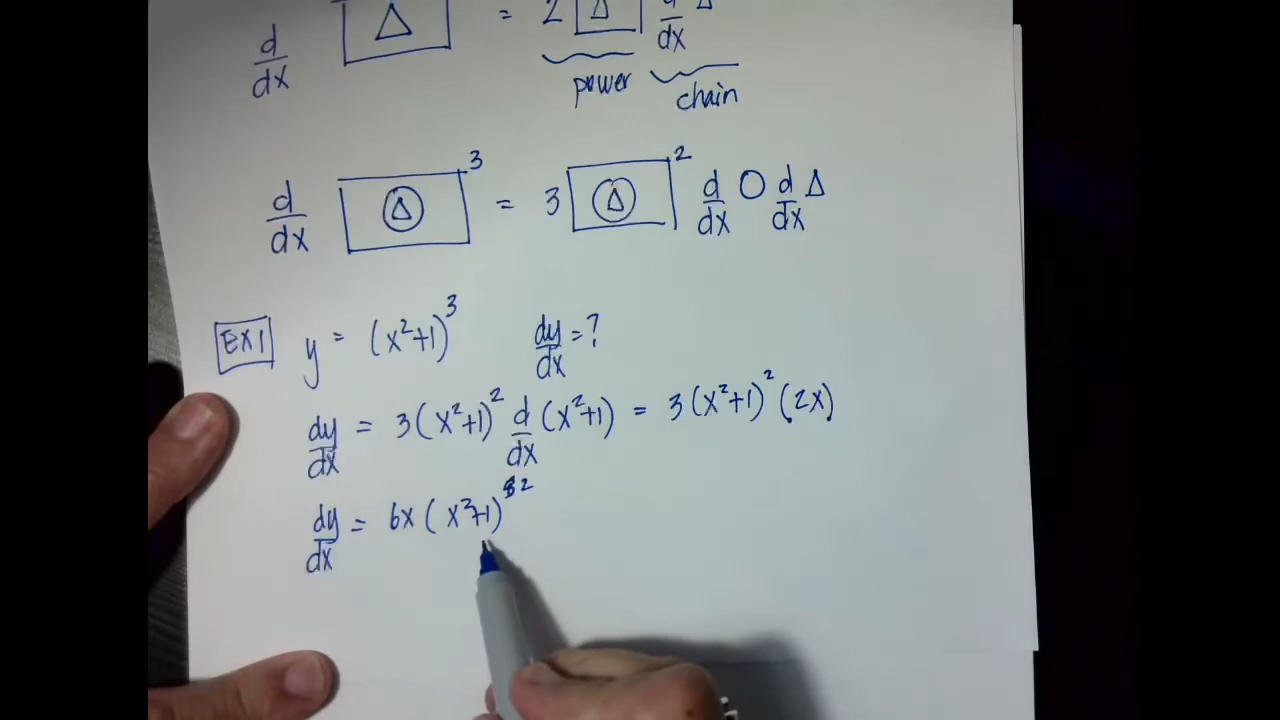 d/dx [Δ] = 2 [Δ] d/dx Δ
power
chain
d/dx [Ⓐ]³ = 3 [Ⓐ]² d/dx O d/dx Δ
EX1 y = (x²+1)³ dy/dx = ?
dy/dx = 3(x²+1)² d/dx (x²+1) = 3(x²+1)² (2x)
dy/dx = 6x(x²+1)²